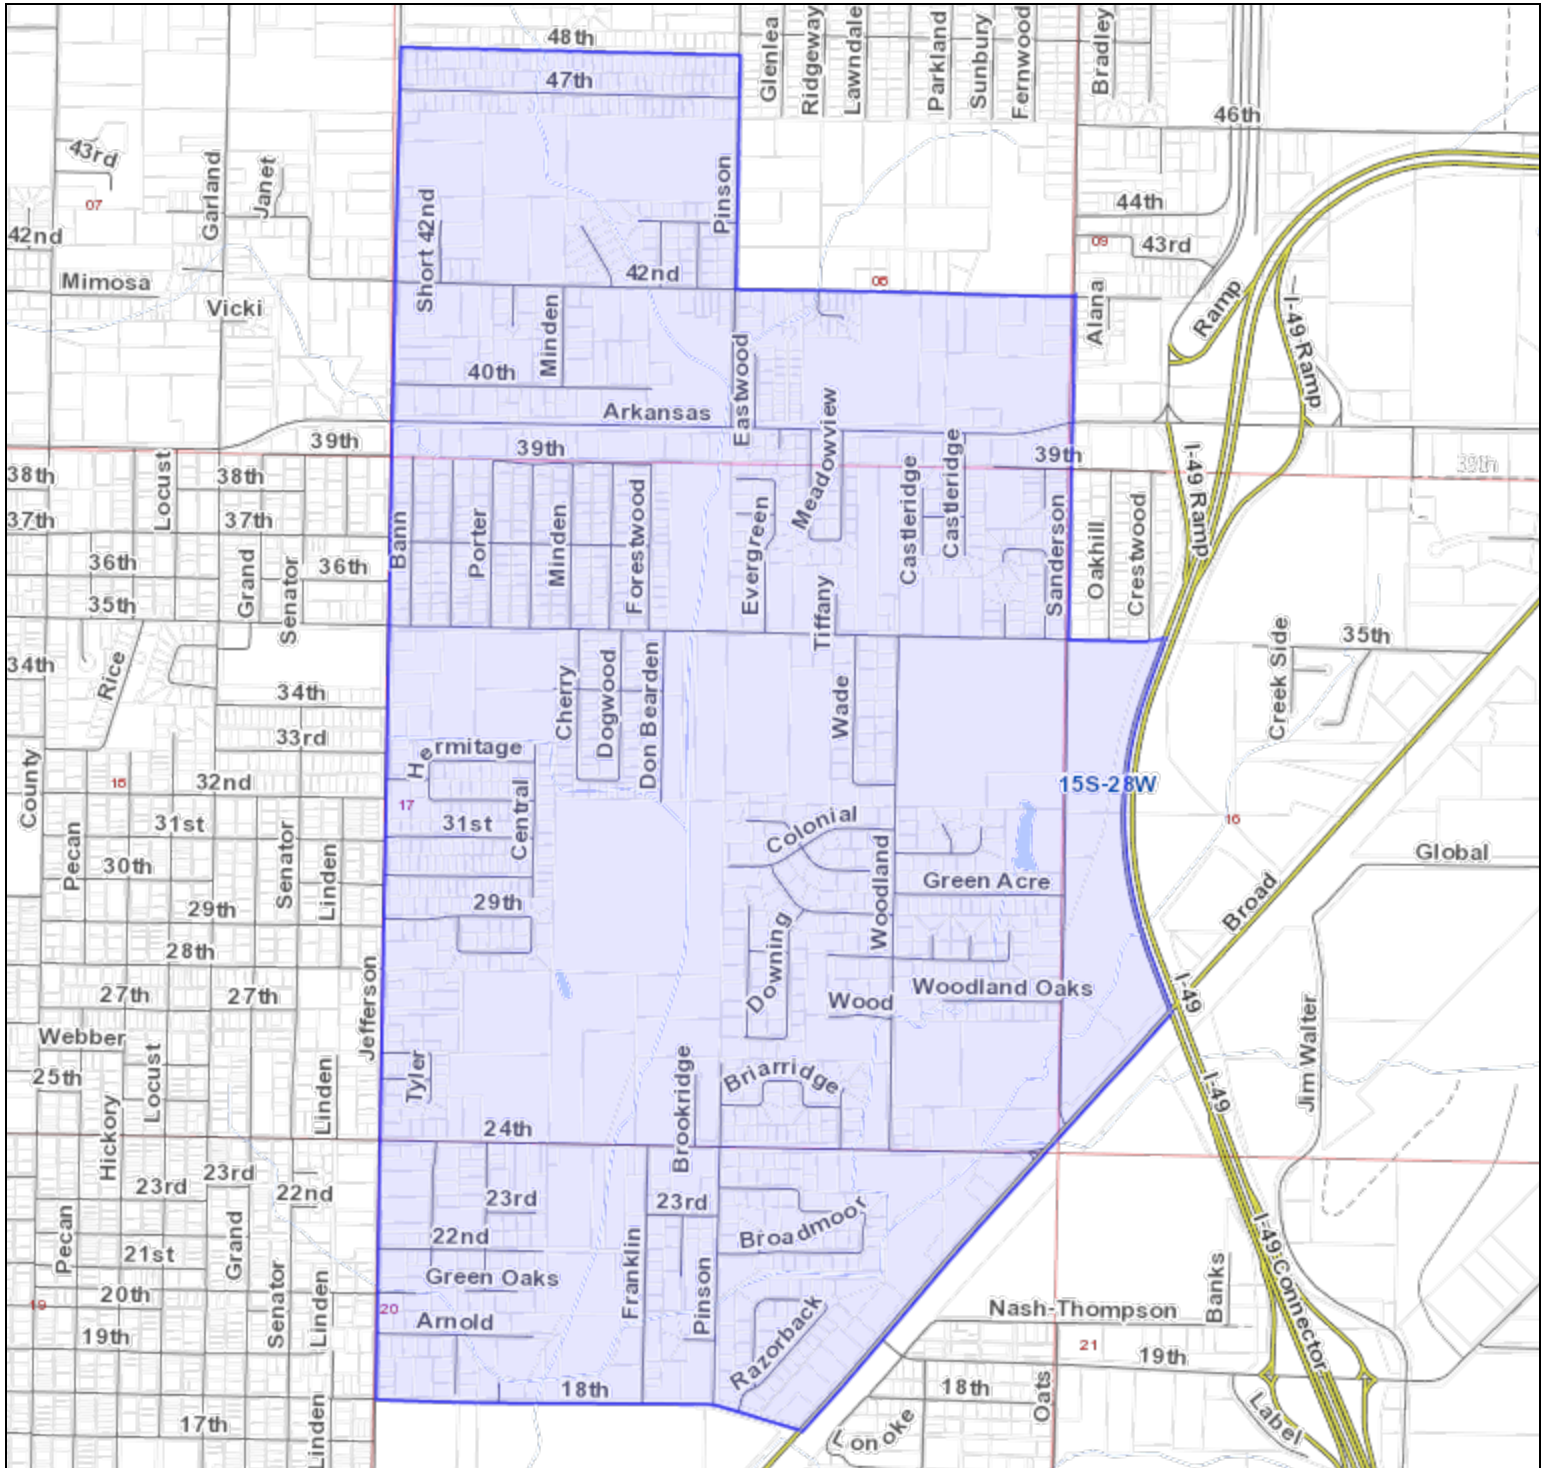 48th
Glenlea
Ridgeway
Lawndale
Parkland
Sunbury
Fernwood
Bradley
47th
46th
43rd
Garland
Janet
Pinson
07
Short 42nd
44th
42nd
09
43rd
Mimosa
42nd
08
Vicki
Minden
Alana
Ramp
I-49 Ramp
40th
Eastwood
Arkansas
39th
39th
Meadowview
39th
39th
38th
Locust
38th
Castleridge
Castleridge
I-49 Ramp
37th
37th
Bann
Porter
Minden
Forestwood
Evergreen
Sanderson
Oakhill
Crestwood
36th
Grand
Senator
36th
35th
Tiffany
Creek Side
35th
34th
Rice
34th
Cherry
Dogwood
Don Bearden
Wade
33rd
Hermitage
County
18
32nd
17
15S-28W
16
31st
31st
Central
Colonial
Global
Pecan
30th
Senator
Linden
Woodland
Green Acre
29th
29th
Broad
28th
Downing
27th
27th
Jefferson
Wood
Woodland Oaks
I-49
Webber
Jim Walter
25th
Locust
Linden
Tyler
Brookridge
Briarridge
I-49
Hickory
24th
23rd
23rd
22nd
23rd
23rd
Pecan
21st
Grand
22nd
Franklin
Broadmoor
I-49 Connector
20th
Senator
Linden
Green Oaks
Pinson
Banks
19
20
Arnold
Razorback
Nash-Thompson
19th
21
19th
18th
18th
Oats
17th
Linden
Lonoke
Label